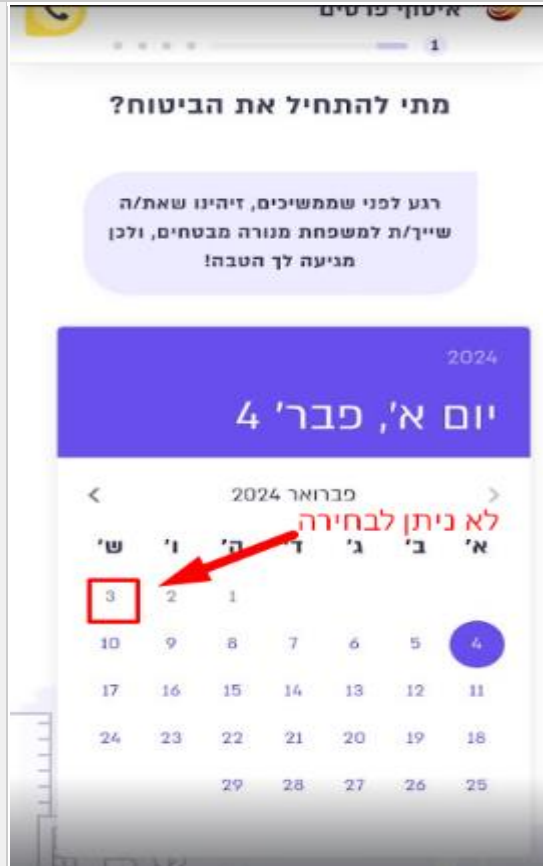 איסוף פרטים
1
מתי להתחיל את הביטוח?
רגע לפני שממשיכים, זיהינו שאת/ה
שייך/ת למשפחת מנורה מבטחים, ולכן
מגיעה לך הטבה!
2024
יום א', פבר' 4
פברואר 2024
לא ניתן לבחירה
א' ב' ג' ד' ה' ו' ש'
1 2 3
4 5 6 7 8 9 10
11 12 13 14 15 16 17
18 19 20 21 22 23 24
25 26 27 28 29